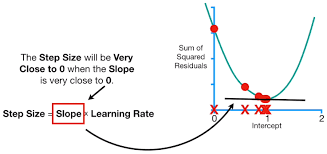 The Step Size will be Very
Close to 0 when the Slope
is very close to 0.
Step Size = Slope × Learning Rate
Sum of
Squared
Residuals
0
1
2
Intercept